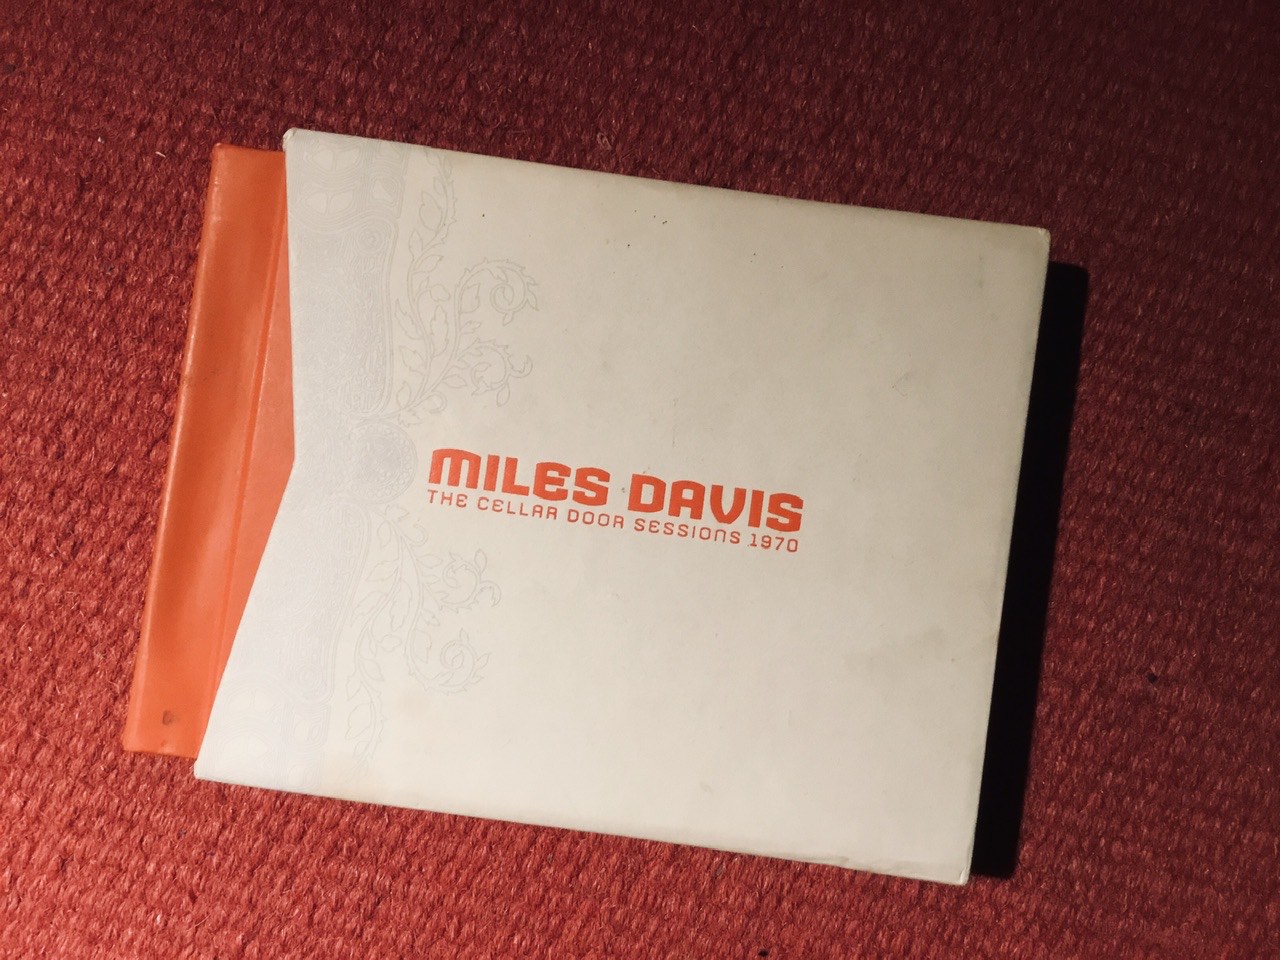 MILES DAVIS
THE CELLAR DOOR SESSIONS 1970